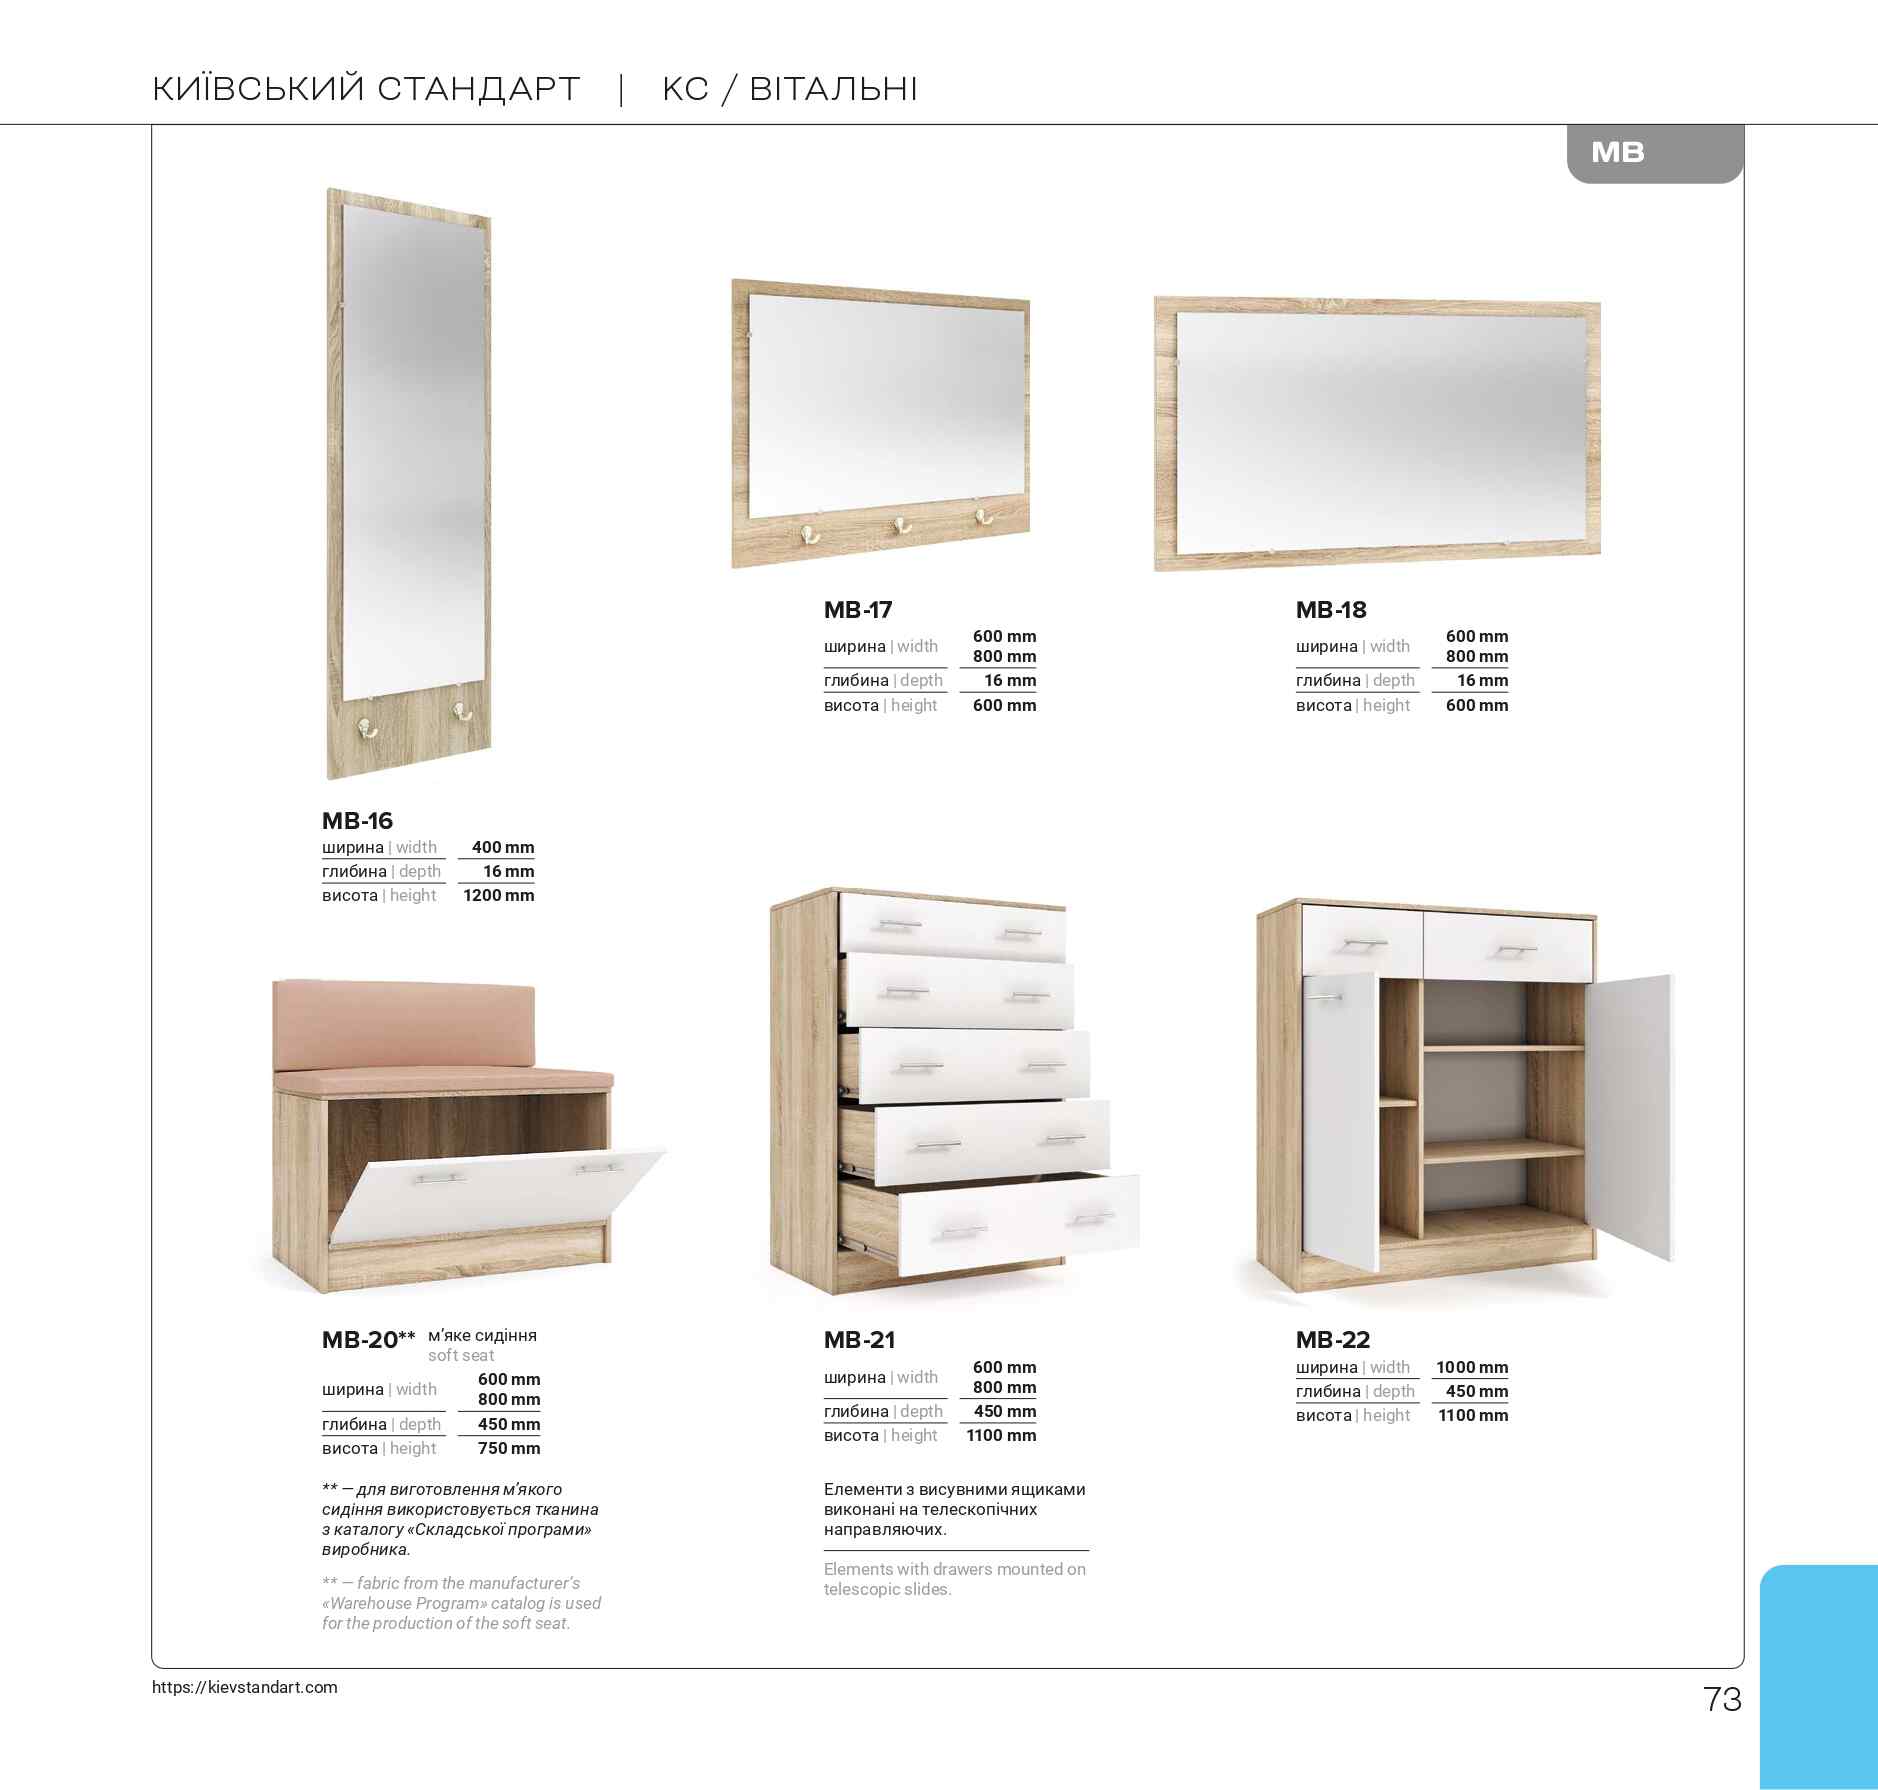 КИЇВСЬКИЙ СТАНДАРТ | КС / ВІТАЛЬНІ
МВ
МВ-17
ширина | width 600 mm
800 mm
глибина | depth 16 mm
висота | height 600 mm
МВ-18
ширина | width 600 mm
800 mm
глибина | depth 16 mm
висота | height 600 mm
МВ-16
ширина | width 400 mm
глибина | depth 16 mm
висота | height 1200 mm
МВ-20** м’яке сидіння
soft seat
ширина | width 600 mm
800 mm
глибина | depth 450 mm
висота | height 750 mm
** — для виготовлення м’якого
сидіння використовується тканина
з каталогу «Складської програми»
виробника.
** — fabric from the manufacturer’s
«Warehouse Program» catalog is used
for the production of the soft seat.
МВ-21
ширина | width 600 mm
800 mm
глибина | depth 450 mm
висота | height 1100 mm
Елементи з висувними ящиками
виконані на телескопічних
направляючих.
Elements with drawers mounted on
telescopic slides.
МВ-22
ширина | width 1000 mm
глибина | depth 450 mm
висота | height 1100 mm
https://kievstandart.com
73